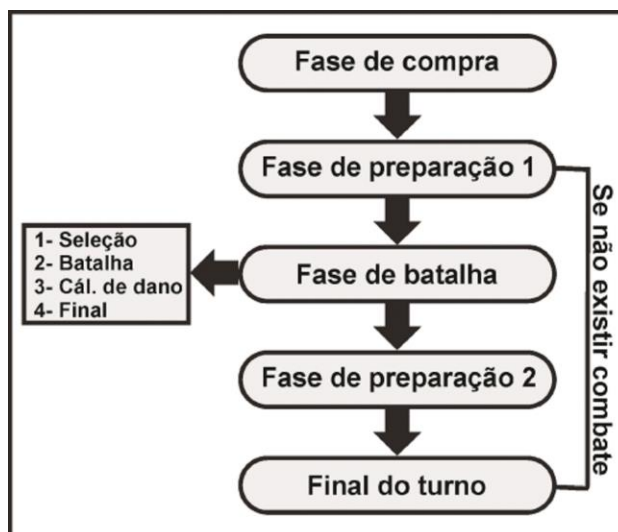 Fase de compra
Fase de preparação 1
Se não existir combate
1- Seleção
2- Batalha
3- Cál. de dano
4- Final
Fase de batalha
Fase de preparação 2
Final do turno